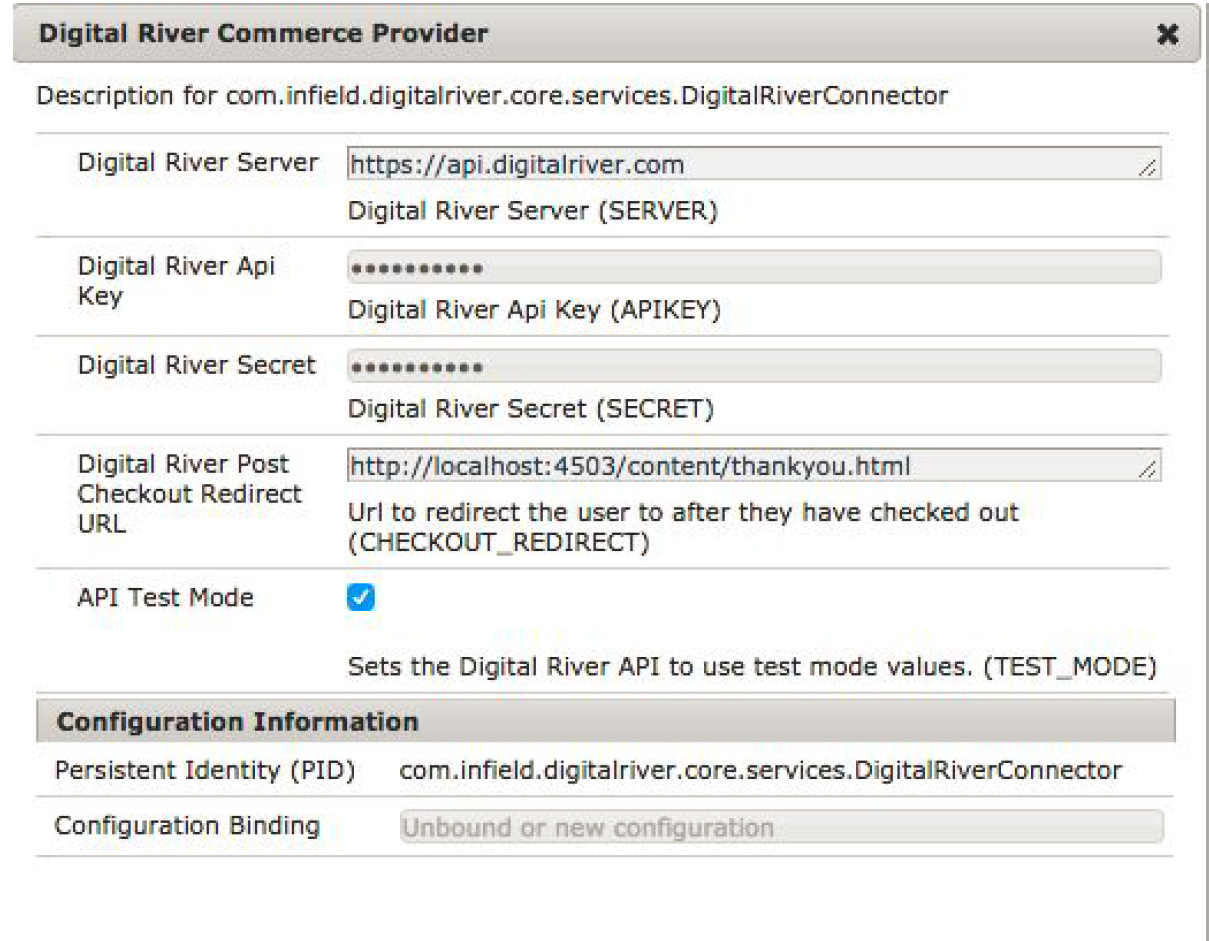 Digital River Commerce Provider
Description for com.infield.digitalriver.core.services.DigitalRiverConnector
Digital River Server
https://api.digitalriver.com
Digital River Server (SERVER)
Digital River Api
Key
••••••••••
Digital River Api Key (APIKEY)
Digital River Secret
••••••••••
Digital River Secret (SECRET)
Digital River Post
Checkout Redirect
URL
http://localhost:4503/content/thankyou.html
Url to redirect the user to after they have checked out
(CHECKOUT_REDIRECT)
API Test Mode
Sets the Digital River API to use test mode values. (TEST_MODE)
Configuration Information
Persistent Identity (PID) com.infield.digitalriver.core.services.DigitalRiverConnector
Configuration Binding Unbound or new configuration